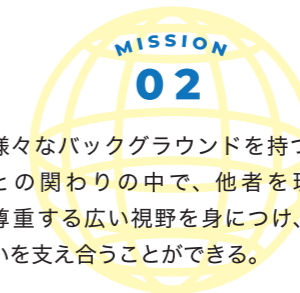 MISSION
02
様々なバックグラウンドを持つ
との関わりの中で、他者を理
尊重する広い視野を身につけ、
いを支え合うことができる。